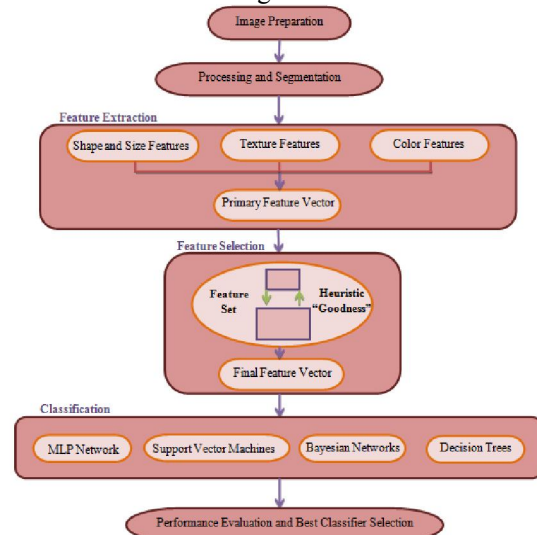 Image Preparation
Processing and Segmentation
Feature Extraction
Shape and Size Features
Texture Features
Color Features
Primary Feature Vector
Feature Selection
Feature
Set
Heuristic
“Goodness”
Final Feature Vector
Classification
MLP Network
Support Vector Machines
Bayesian Networks
Decision Trees
Performance Evaluation and Best Classifier Selection